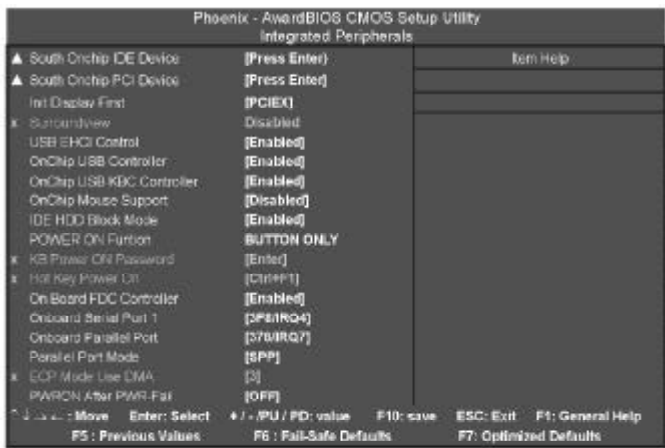 Phoenix - AwardBIOS CMOS Setup Utility
Integrated Peripherals
▲ South Onchip IDE Device [Press Enter] Item Help
▲ South Onchip PCI Device [Press Enter]
Init Display First [PCIEX]
x Surroundview Disabled
USB EHCI Control [Enabled]
OnChip USB Controller [Enabled]
OnChip USB KBC Controller [Enabled]
OnChip Mouse Support [Disabled]
IDE HDD Block Mode [Enabled]
POWER ON Funtion BUTTON ONLY
x KB Power ON Password [Enter]
x Hot Key Power On [Ctrl+F1]
On Board FDC Controller [Enabled]
Onboard Serial Port 1 [3F8/IRQ4]
Onboard Parallel Port [378/IRQ7]
Parallel Port Mode [SPP]
x ECP Mode Use DMA [3]
PWRON After PWR-Fail [OFF]
↑ ↓ → ← : Move Enter: Select + / - /PU / PD: value F10: save ESC: Exit F1: General Help
F5 : Previous Values F6 : Fail-Safe Defaults F7: Optimized Defaults